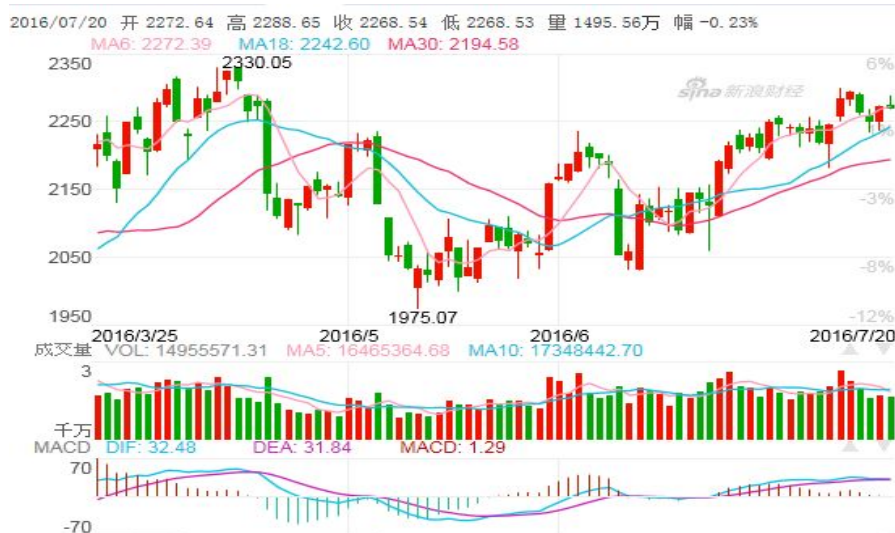 2016/07/20 开 2272.64 高 2288.65 收 2268.54 低 2268.53 量 1495.56万 幅 -0.23%
MA6: 2272.39 MA18: 2242.60 MA30: 2194.58
2350 2330.05 6%
sina 新浪财经
2250
2150 -3%
2050 -8%
1950 1975.07 -12%
2016/3/25 2016/5 2016/6 2016/7/20
成交量 VOL: 14955571.31 MA5: 16465364.68 MA10: 17348442.70
3
千万
MACD DIF: 32.48 DEA: 31.84 MACD: 1.29
70
-70